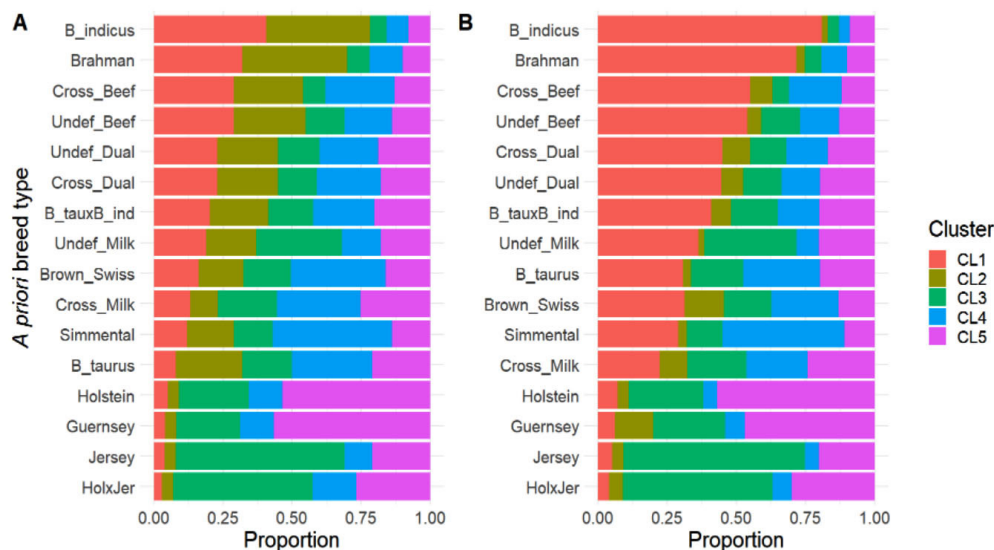 A
A priori breed type
B_indicus
Brahman
Cross_Beef
Undef_Beef
Undef_Dual
Cross_Dual
B_tauxB_ind
Undef_Milk
Brown_Swiss
Cross_Milk
Simmental
B_taurus
Holstein
Guernsey
Jersey
HolxJer
0.00 0.25 0.50 0.75 1.00
Proportion
B
B_indicus
Brahman
Cross_Beef
Undef_Beef
Cross_Dual
Undef_Dual
B_tauxB_ind
Undef_Milk
B_taurus
Brown_Swiss
Simmental
Cross_Milk
Holstein
Guernsey
Jersey
HolxJer
0.00 0.25 0.50 0.75 1.00
Proportion
Cluster
CL1
CL2
CL3
CL4
CL5